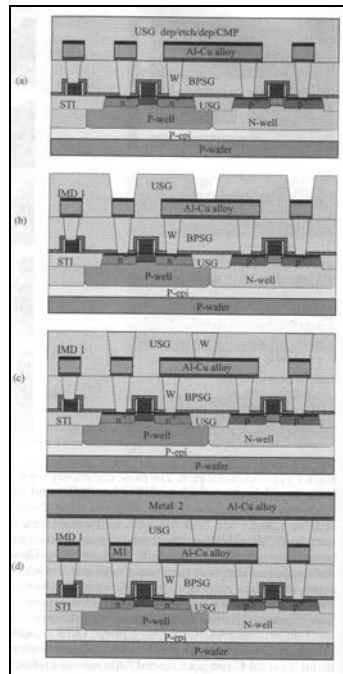 USG dep/etch/dep/CMP
Al-Cu alloy
(a)
W BPSG
STI n n USG p p
P-well N-well
P-epi
P-wafer
IMD 1 USG
Al-Cu alloy
(b)
W BPSG
STI n n USG p p
P-well N-well
P-epi
P-wafer
USG W
IMD 1
Al-Cu alloy
(c)
W BPSG
STI n n USG p p
P-well N-well
P-epi
P-wafer
Metal 2 Al-Cu alloy
USG
IMD 1
M1 Al-Cu alloy
(d)
W BPSG
STI n n USG p p
P-well N-well
P-epi
P-wafer